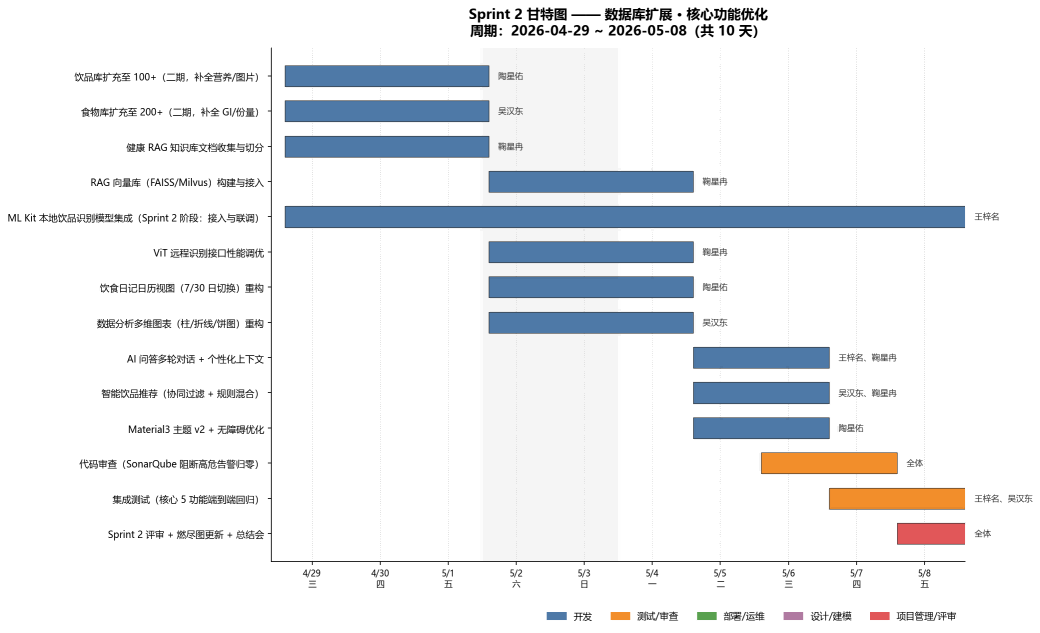 Sprint 2 甘特图 —— 数据库扩展 · 核心功能优化
周期：2026-04-29 ~ 2026-05-08（共 10 天）
饮品库扩充至 100+（二期，补全营养/图片） 陶星佑
食物库扩充至 200+（二期，补全 GI/份量） 吴汉东
健康 RAG 知识库文档收集与切分 鞠星冉
RAG 向量库（FAISS/Milvus）构建与接入 鞠星冉
ML Kit 本地饮品识别模型集成（Sprint 2 阶段：接入与联调） 王梓名
ViT 远程识别接口性能调优 鞠星冉
饮食日记日历视图（7/30 日切换）重构 陶星佑
数据分析多维图表（柱/折线/饼图）重构 吴汉东
AI 问答多轮对话 + 个性化上下文 王梓名、鞠星冉
智能饮品推荐（协同过滤 + 规则混合） 吴汉东、鞠星冉
Material3 主题 v2 + 无障碍优化 陶星佑
代码审查（SonarQube 阻断高危告警归零） 全体
集成测试（核心 5 功能端到端回归） 王梓名、吴汉东
Sprint 2 评审 + 燃尽图更新 + 总结会 全体
4/29 4/30 5/1 5/2 5/3 5/4 5/5 5/6 5/7 5/8
三 四 五 六 日 一 二 三 四 五
开发 测试/审查 部署/运维 设计/建模 项目管理/评审